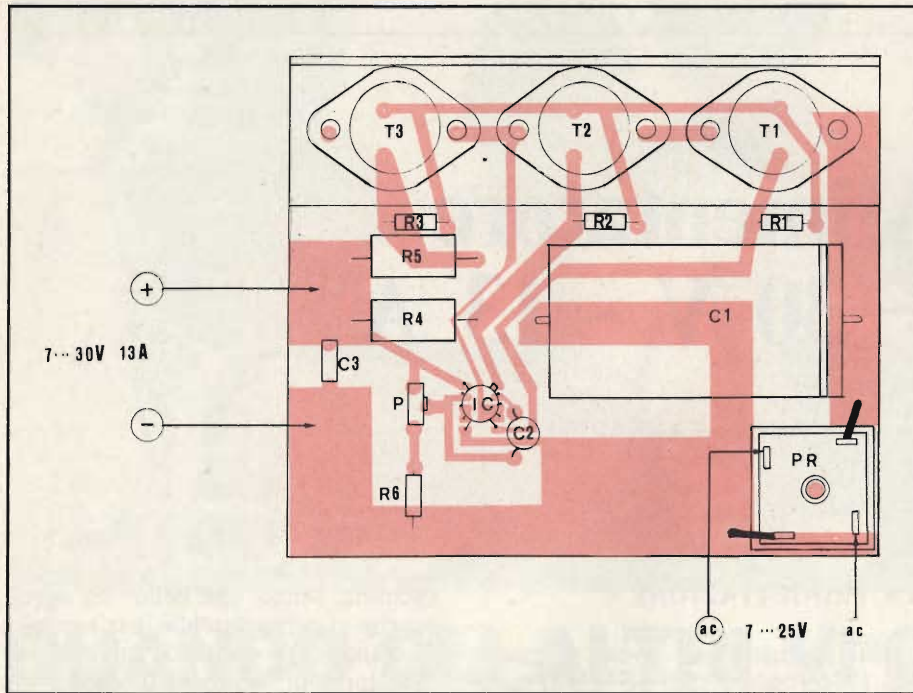 T3 T2 T1
R3 R2 R1
R5
+
R4 C1
7...30V 13A
C3
P IC
−
C2
PR
R6
ac 7...25V ac